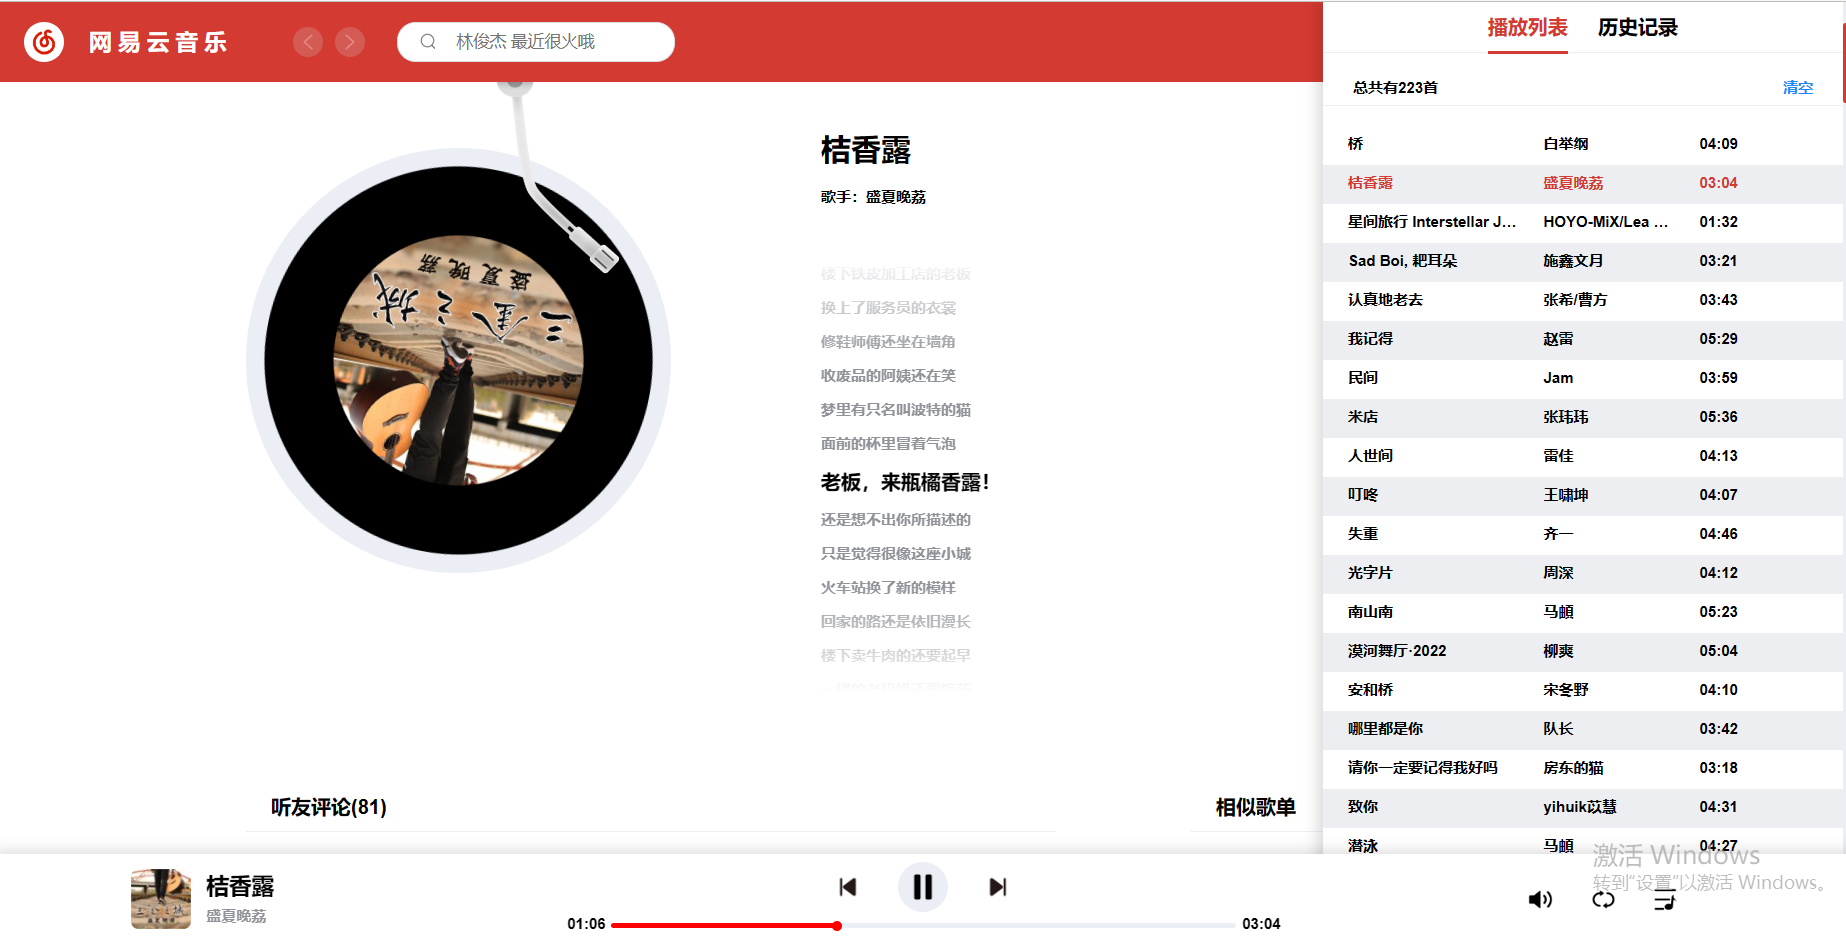 网易云音乐
林俊杰 最近很火哦
播放列表 历史记录
总共有223首 清空
桥 白举纲 04:09
桔香露 盛夏晚荔 03:04
星间旅行 Interstellar J... HOYO-MiX/Lea ... 01:32
Sad Boi, 耙耳朵 施鑫文月 03:21
认真地老去 张希/曹方 03:43
我记得 赵雷 05:29
民间 Jam 03:59
米店 张玮玮 05:36
人世间 雷佳 04:13
叮咚 王啸坤 04:07
失重 齐一 04:46
光字片 周深 04:12
南山南 马頔 05:23
漠河舞厅·2022 柳爽 05:04
安和桥 宋冬野 04:10
哪里都是你 队长 03:42
请你一定要记得我好吗 房东的猫 03:18
致你 yihuik苡慧 04:31
潜泳 马頔 04:27
桔香露
歌手：盛夏晚荔
楼下铁皮加工店的老板
换上了服务员的衣裳
修鞋师傅还坐在墙角
收废品的阿姨还在笑
梦里有只名叫波特的猫
面前的杯里冒着气泡
老板，来瓶橘香露！
还是想不出你所描述的
只是觉得很像这座小城
火车站换了新的模样
回家的路还是依旧漫长
楼下卖牛肉的还要起早
盛夏晚荔
三重之城
听友评论(81)
相似歌单
桔香露
盛夏晚荔
01:06 03:04
激活 Windows
转到"设置"以激活 Windows。